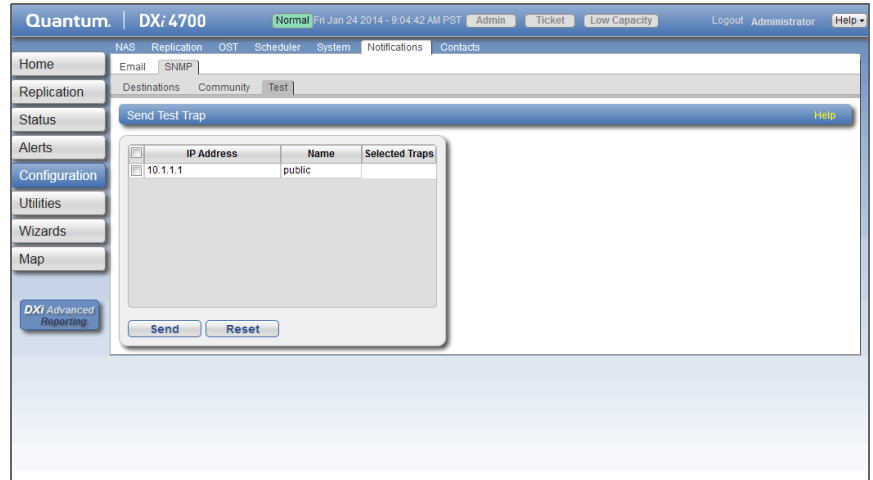 Quantum. DXi 4700 Normal Fri Jan 24 2014 - 9:04:42 AM PST Admin Ticket Low Capacity Logout Administrator Help
NAS Replication OST Scheduler System Notifications Contacts
Home
Email SNMP
Replication
Destinations Community Test
Status
Send Test Trap Help
Alerts
IP Address Name Selected Traps
Configuration
10.1.1.1 public
Utilities
Wizards
Map
DXi Advanced
Reporting
Send Reset